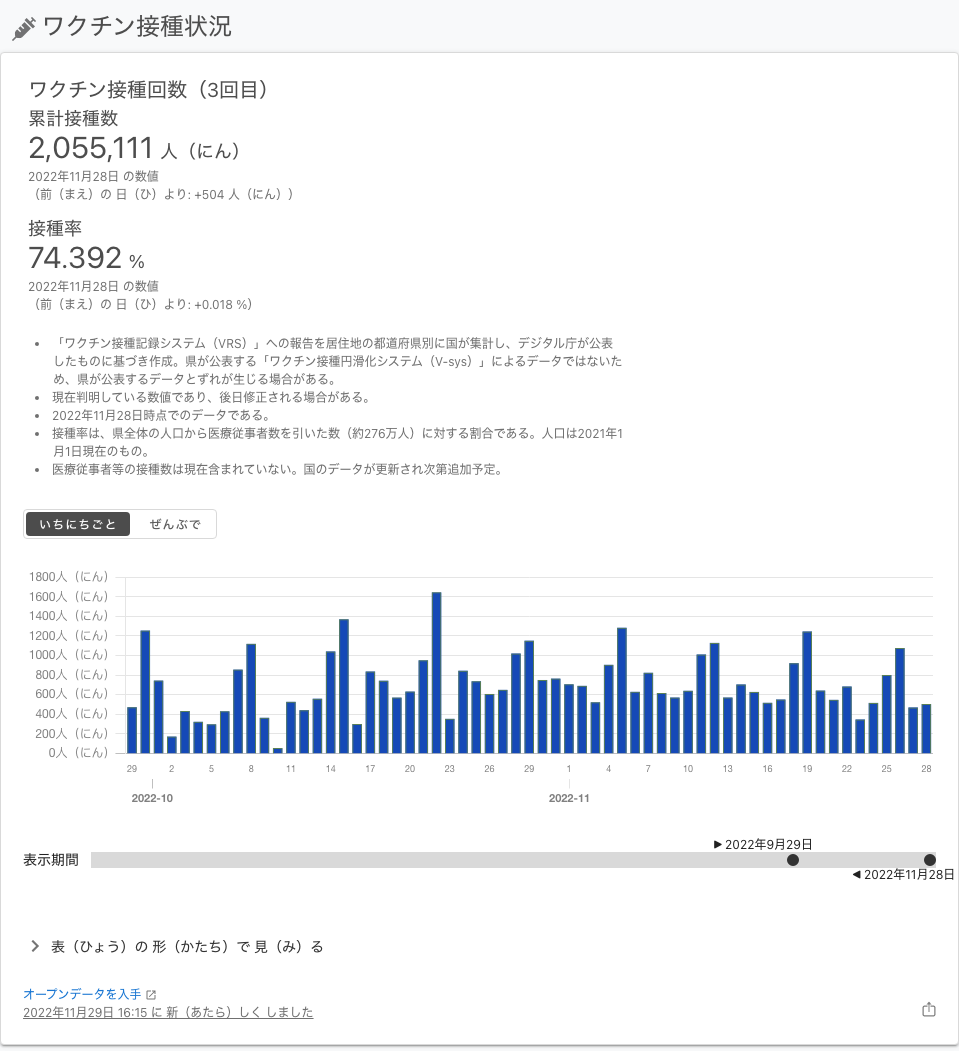 ワクチン接種状況
ワクチン接種回数（3回目）
累計接種数
2,055,111 人（にん）
2022年11月28日 の数値
（前（まえ）の 日（ひ）より: +504 人（にん））
接種率
74.392 %
2022年11月28日 の数値
（前（まえ）の 日（ひ）より: +0.018 %）
• 「ワクチン接種記録システム（VRS）」への報告を居住地の都道府県別に国が集計し、デジタル庁が公表
したものに基づき作成。県が公表する「ワクチン接種円滑化システム（V-sys）」によるデータではないた
め、県が公表するデータとずれが生じる場合がある。
• 現在判明している数値であり、後日修正される場合がある。
• 2022年11月28日時点でのデータである。
• 接種率は、県全体の人口から医療従事者数を引いた数（約276万人）に対する割合である。人口は2021年1
月1日現在のもの。
• 医療従事者等の接種数は現在含まれていない。国のデータが更新され次第追加予定。
いちにちごと ぜんぶで
1800人（にん）
1600人（にん）
1400人（にん）
1200人（にん）
1000人（にん）
800人（にん）
600人（にん）
400人（にん）
200人（にん）
0人（にん）
29 2 5 8 11 14 17 20 23 26 29 1 4 7 10 13 16 19 22 25 28
2022-10 2022-11
▶ 2022年9月29日
表示期間
◀ 2022年11月28日
表（ひょう）の 形（かたち）で 見（み）る
オープンデータを入手
2022年11月29日 16:15 に 新（あたら）しく しました